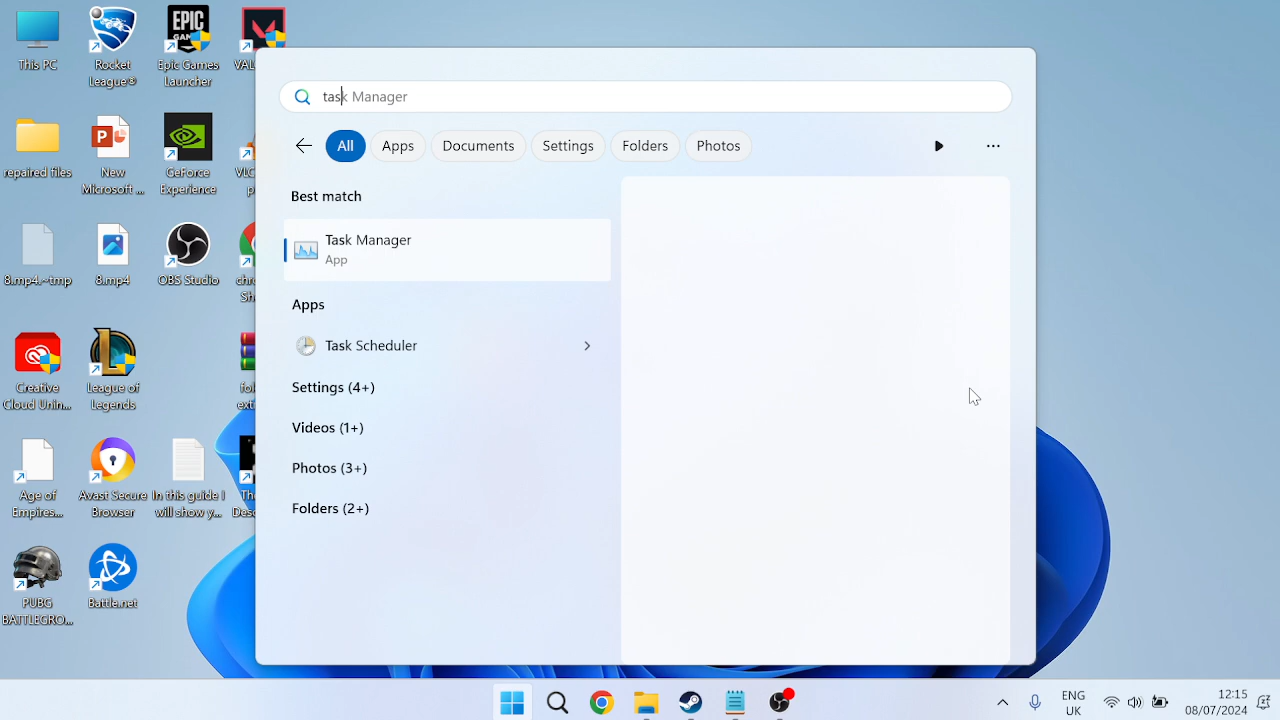 This PC
Rocket
League®
Epic Games
Launcher
EPIC
repaired files
New
Microsoft ...
GeForce
Experience
8.mp4.~tmp
8.mp4
OBS Studio
Creative
Cloud Unin...
League of
Legends
Age of
Empires...
Avast Secure
Browser
In this guide I
will show y...
PUBG
BATTLEGRO...
Battle.net
task Manager
All
Apps
Documents
Settings
Folders
Photos
Best match
Task Manager
App
Apps
Task Scheduler
Settings (4+)
Videos (1+)
Photos (3+)
Folders (2+)
ENG
UK
12:15
08/07/2024